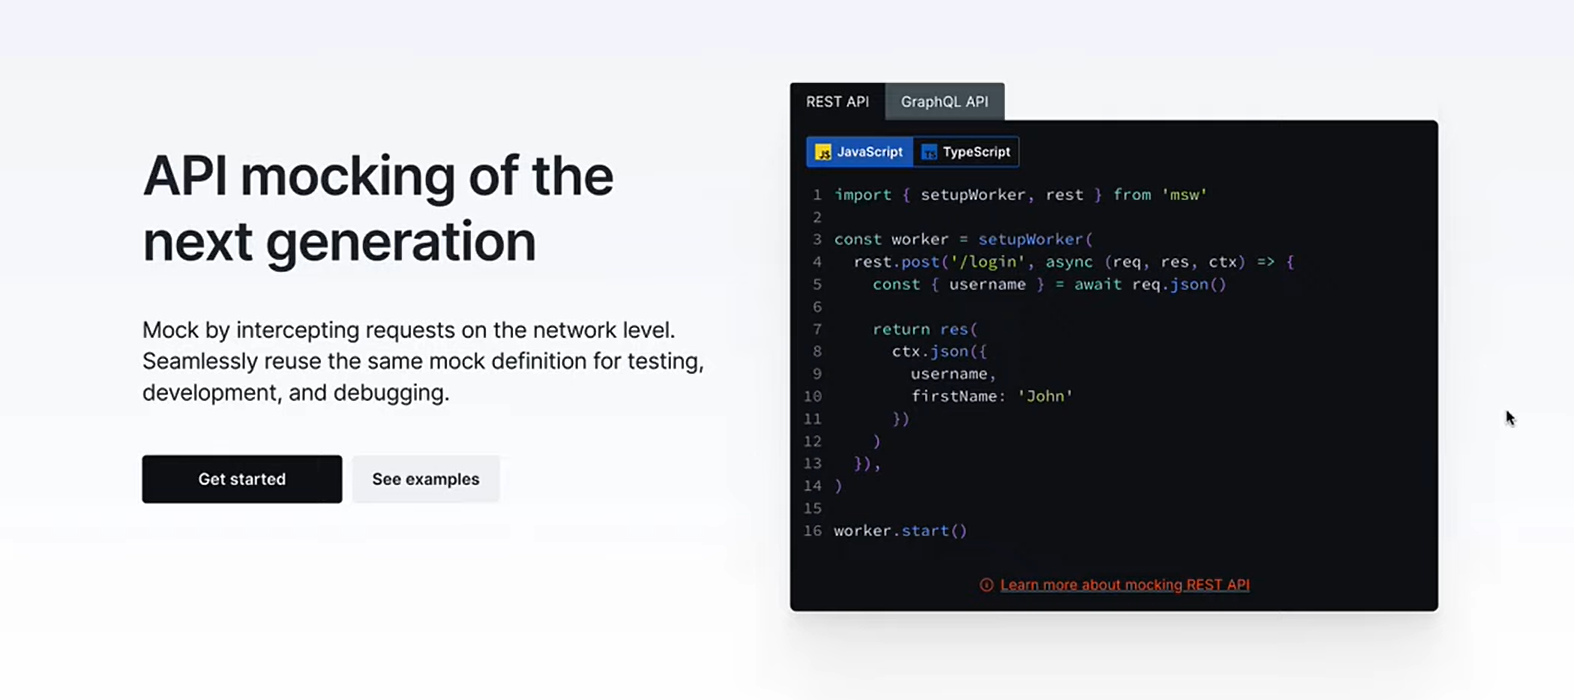 API mocking of the
next generation
Mock by intercepting requests on the network level.
Seamlessly reuse the same mock definition for testing,
development, and debugging.
Get started
See examples
REST API
GraphQL API
JS JavaScript
TS TypeScript
1 import { setupWorker, rest } from 'msw'
2
3 const worker = setupWorker(
4   rest.post('/login', async (req, res, ctx) => {
5     const { username } = await req.json()
6
7     return res(
8       ctx.json({
9         username,
10         firstName: 'John'
11       })
12     )
13   }),
14 )
15
16 worker.start()
Learn more about mocking REST API